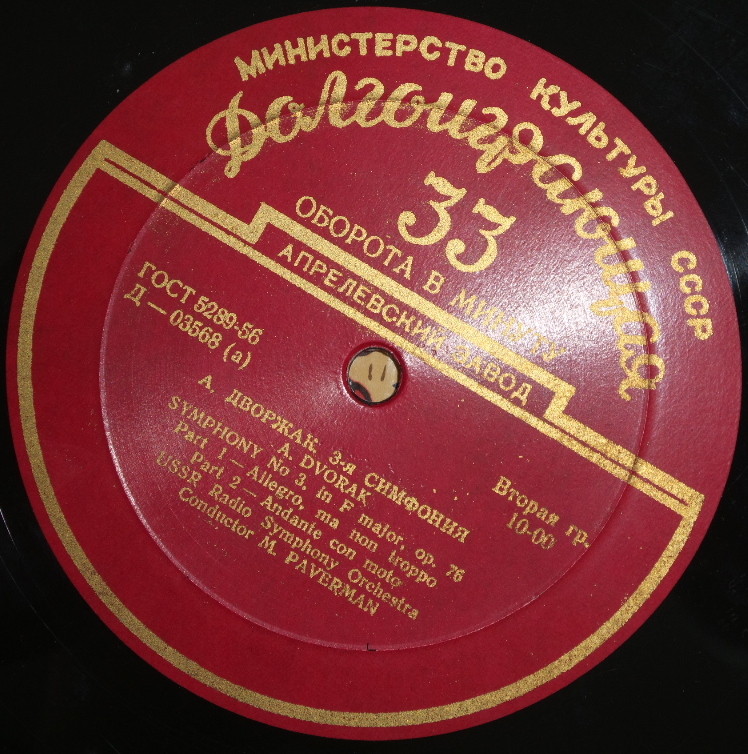 МИНИСТЕРСТВО КУЛЬТУРЫ СССР
Долгоиграющая
33
ОБОРОТА В МИНУТУ
АПРЕЛЕВСКИЙ ЗАВОД
ГОСТ 5289-56
Д — 03568 (а)
Вторая гр.
10-00
А. ДВОРЖАК, 3-я СИМФОНИЯ
A. DVORAK
SYMPHONY No 3, in F major, op. 76
Part 1 — Allegro, ma non troppo
Part 2 — Andante con moto
USSR Radio Symphony Orchestra
Conductor M. PAVERMAN